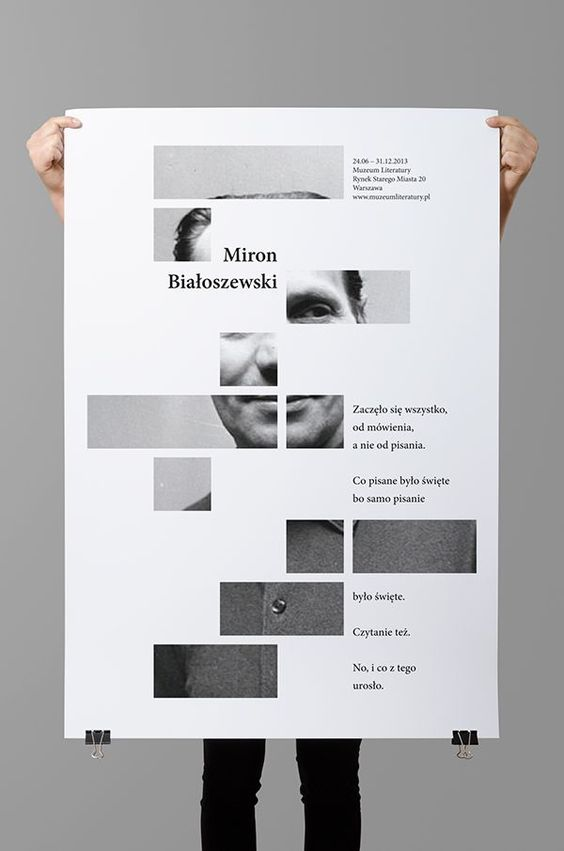 24.06 – 31.12.2013
Muzeum Literatury
Rynek Starego Miasta 20
Warszawa
www.muzeumliteratury.pl
Miron
Białoszewski
Zaczęło się wszystko,
od mówienia,
a nie od pisania.
Co pisane było święte
bo samo pisanie
było święte.
Czytanie też.
No, i co z tego
urosło.